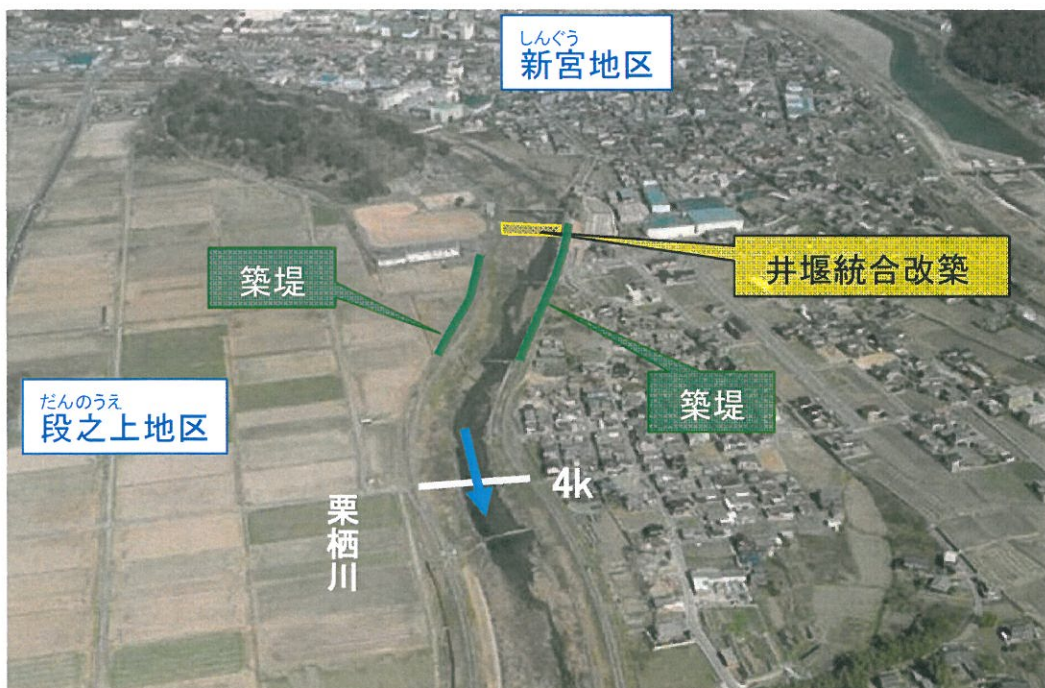 しんぐう
新宮地区
築堤
井堰統合改築
だんのうえ
段之上地区
築堤
4k
栗栖川